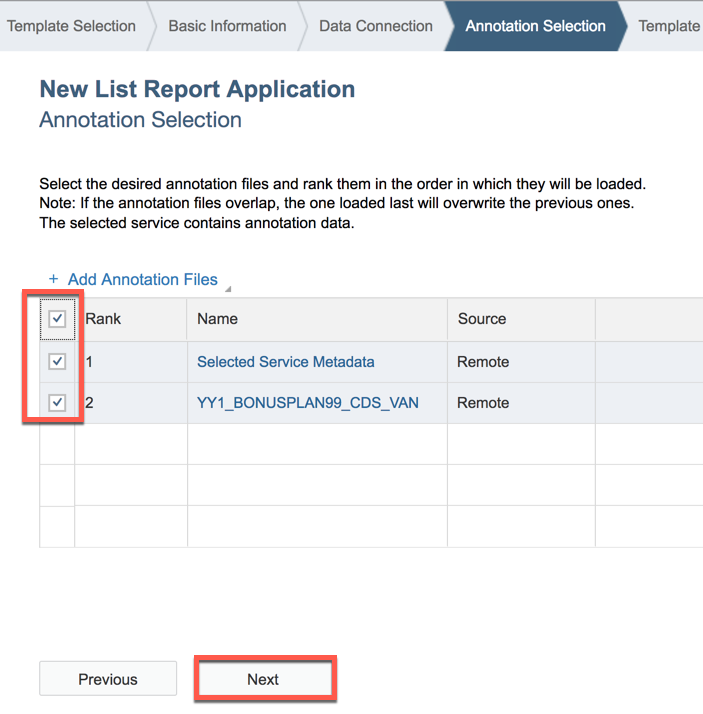 Template Selection Basic Information Data Connection Annotation Selection Template
New List Report Application
Annotation Selection
Select the desired annotation files and rank them in the order in which they will be loaded.
Note: If the annotation files overlap, the one loaded last will overwrite the previous ones.
The selected service contains annotation data.
+ Add Annotation Files
Rank Name Source
1 Selected Service Metadata Remote
2 YY1_BONUSPLAN99_CDS_VAN Remote
Previous Next